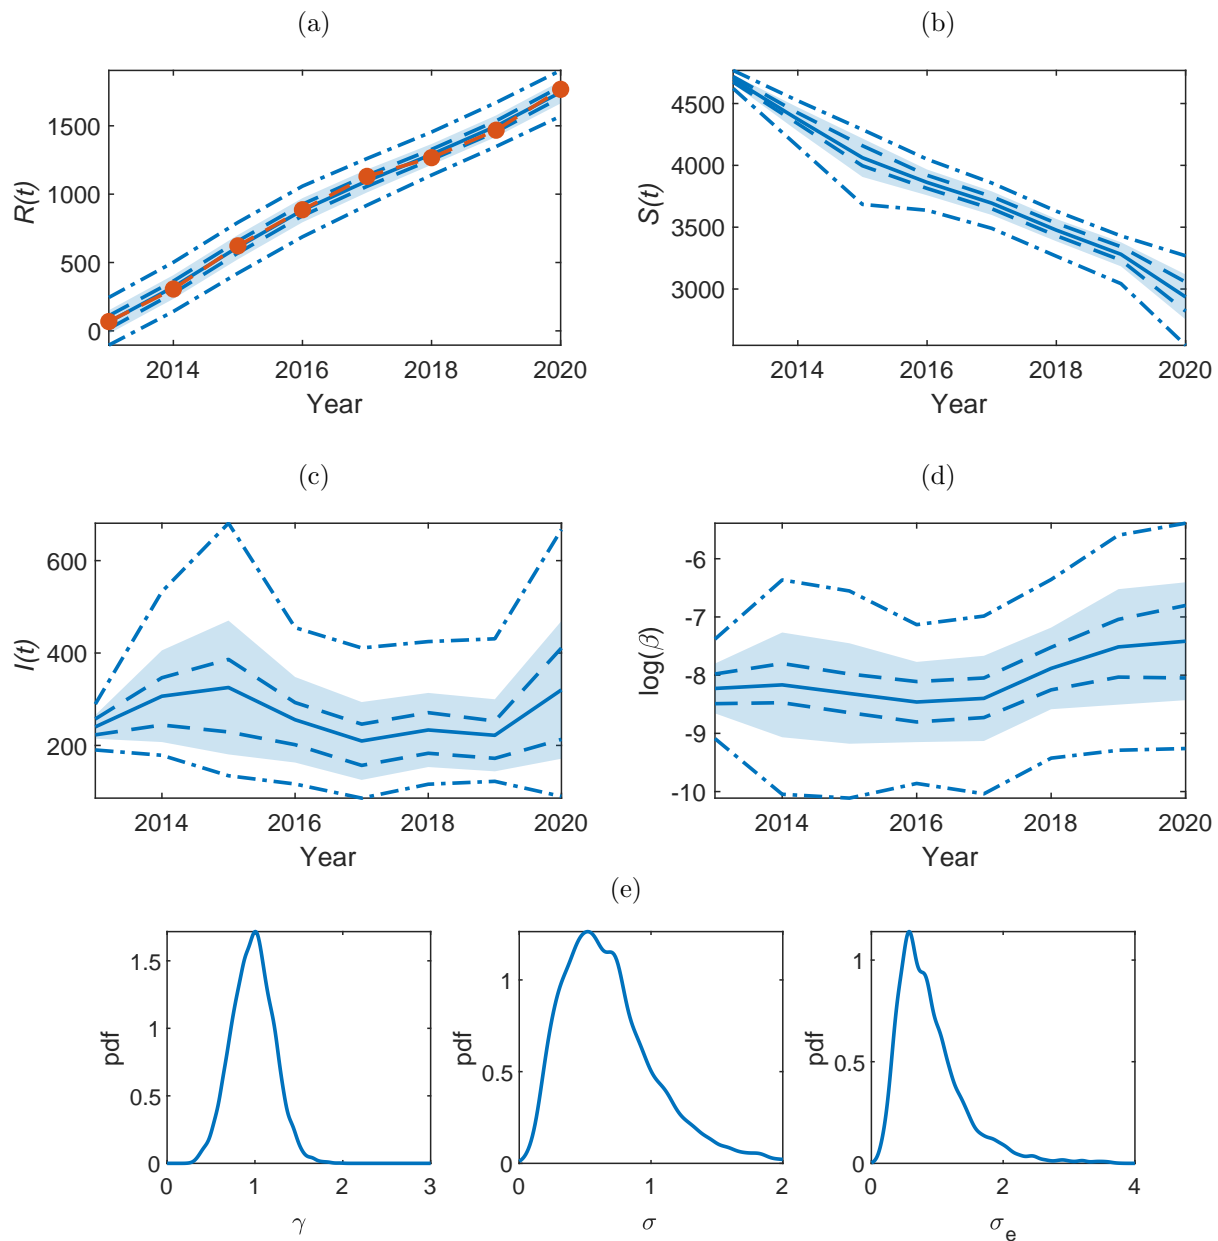 (a)
R(t)
1500
1000
500
0
2014 2016 2018 2020
Year
(b)
S(t)
4500
4000
3500
3000
2014 2016 2018 2020
Year
(c)
I(t)
600
400
200
2014 2016 2018 2020
Year
(d)
log(β)
-6
-7
-8
-9
-10
2014 2016 2018 2020
Year
(e)
pdf
1.5
1
0.5
0
0 1 2 3
γ
pdf
1
0.5
0
0 1 2
σ
pdf
1
0.5
0
0 2 4
σe